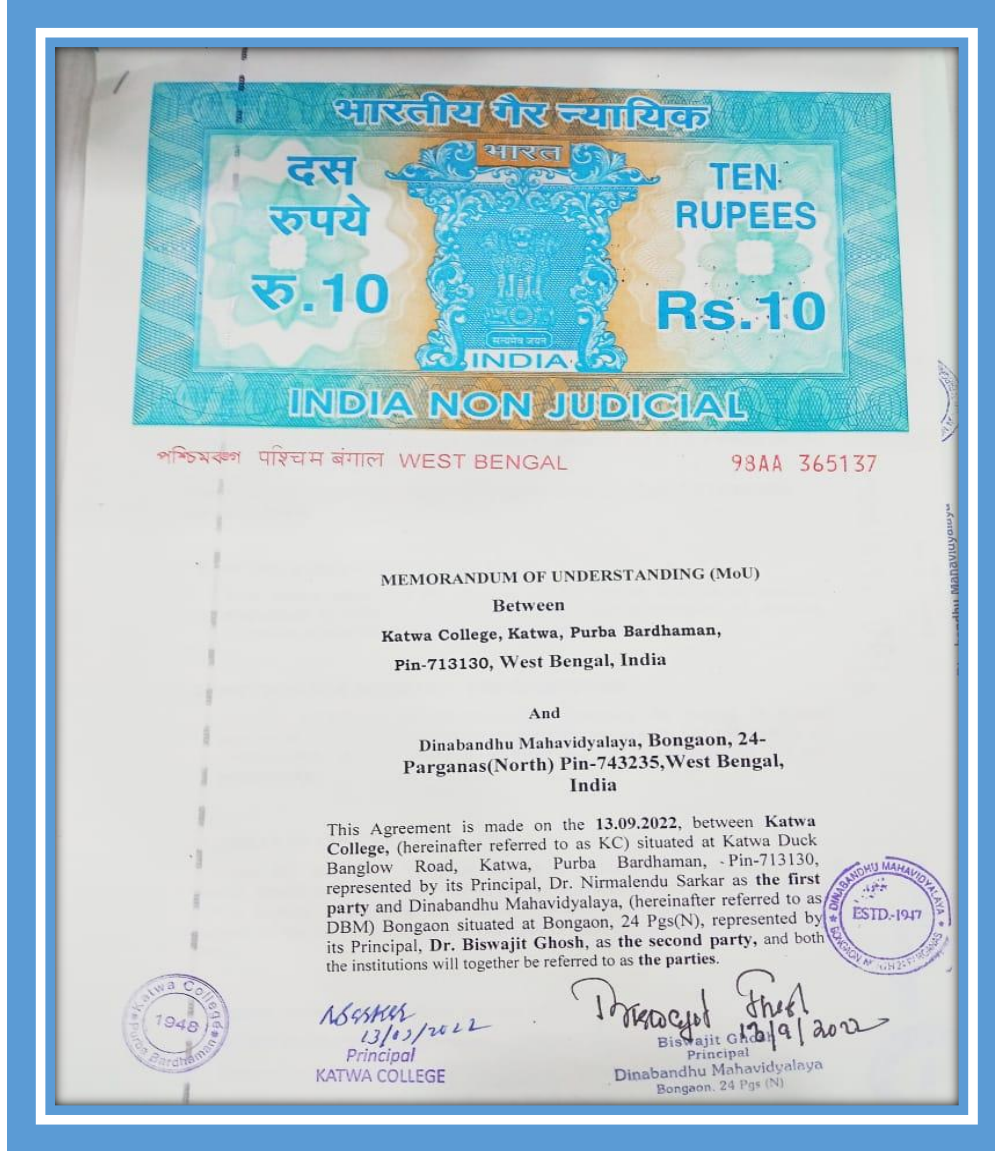 भारतीय गैर न्यायिक
भारत
दस
रुपये
रु.10
TEN
RUPEES
Rs.10
सत्यमेव जयते
INDIA
INDIA NON JUDICIAL
পশ্চিমবঙ্গ पश्चिम बंगाल WEST BENGAL 98AA 365137
MEMORANDUM OF UNDERSTANDING (MoU)
Between
Katwa College, Katwa, Purba Bardhaman,
Pin-713130, West Bengal, India
And
Dinabandhu Mahavidyalaya, Bongaon, 24-
Parganas(North) Pin-743235,West Bengal,
India
This Agreement is made on the 13.09.2022, between Katwa
College, (hereinafter referred to as KC) situated at Katwa Duck
Banglow Road, Katwa, Purba Bardhaman, Pin-713130,
represented by its Principal, Dr. Nirmalendu Sarkar as the first
party and Dinabandhu Mahavidyalaya, (hereinafter referred to as
DBM) Bongaon situated at Bongaon, 24 Pgs(N), represented by
its Principal, Dr. Biswajit Ghosh, as the second party, and both
the institutions will together be referred to as the parties.
DINABANDHU MAHAVIDYALAYA
ESTD.-1947
Katwa College
1948
Purba Bardhaman
Principal
KATWA COLLEGE
13/9/2022
Biswajit Ghosh
Principal
Dinabandhu Mahavidyalaya
Bongaon. 24 Pgs (N)